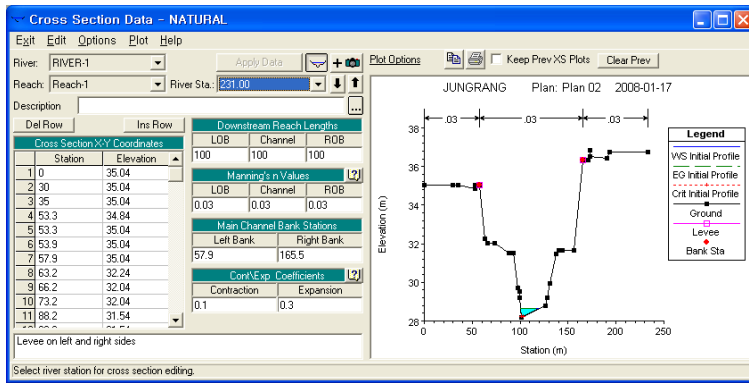 Cross Section Data - NATURAL
Exit Edit Options Plot Help
River: RIVER-1 Apply Data
Reach: Reach-1 River Sta.: 231.00
Description ...
Del Row Ins Row
Cross Section X-Y Coordinates
Station Elevation
1 0 35.04
2 30 35.04
3 35 35.04
4 53.3 34.84
5 53.3 35.04
6 53.9 35.04
7 57.9 35.04
8 63.2 32.24
9 66.2 32.04
10 73.2 32.04
11 88.2 31.54
Downstream Reach Lengths
LOB Channel ROB
100 100 100
Manning's n Values
LOB Channel ROB
0.03 0.03 0.03
Main Channel Bank Stations
Left Bank Right Bank
57.9 165.5
Cont\Exp Coefficients
Contraction Expansion
0.1 0.3
Levee on left and right sides
Select river station for cross section editing.
Plot Options Keep Prev XS Plots Clear Prev
JUNGRANG Plan: Plan 02 2008-01-17
.03 .03 .03
38
36
34
32
30
28
Elevation (m)
0 50 100 150 200 250
Station (m)
Legend
WS Initial Profile
EG Initial Profile
Crit Initial Profile
Ground
Levee
Bank Sta